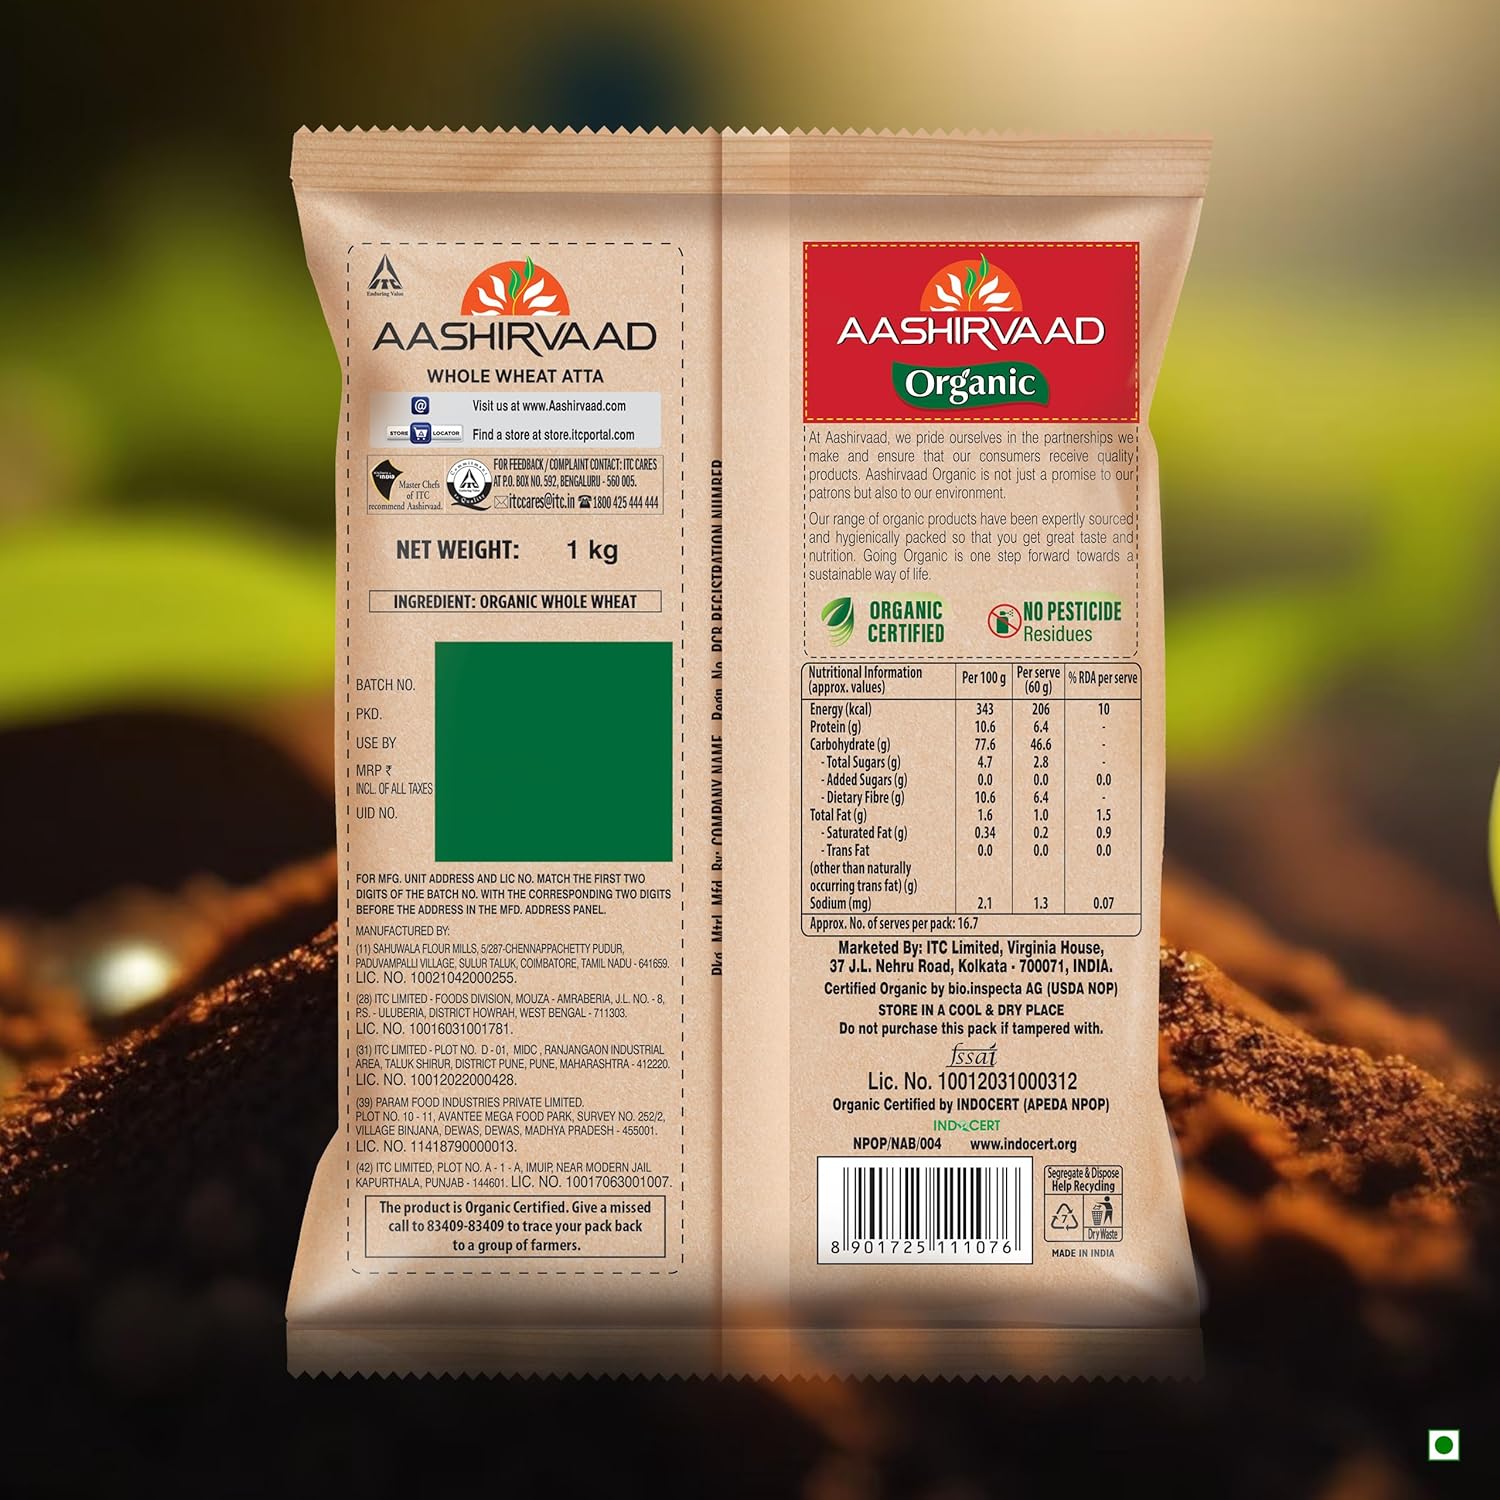 ITC
Enduring Value
AASHIRVAAD
WHOLE WHEAT ATTA
@ Visit us at www.Aashirvaad.com
STORE LOCATOR Find a store at store.itcportal.com
Master Chefs
of ITC
recommend Aashirvaad.
FOR FEEDBACK / COMPLAINT CONTACT: ITC CARES
AT P.O. BOX NO. 592, BENGALURU - 560 005.
itccares@itc.in 1800 425 444 444
NET WEIGHT: 1 kg
INGREDIENT: ORGANIC WHOLE WHEAT
BATCH NO.
PKD.
USE BY
MRP ₹
INCL. OF ALL TAXES
UID NO.
FOR MFG. UNIT ADDRESS AND LIC NO. MATCH THE FIRST TWO
DIGITS OF THE BATCH NO. WITH THE CORRESPONDING TWO DIGITS
BEFORE THE ADDRESS IN THE MFD. ADDRESS PANEL.
MANUFACTURED BY:
(11) SAHUWALA FLOUR MILLS, 5/287-CHENNAPPACHETTY PUDUR,
PADUVAMPALLI VILLAGE, SULUR TALUK, COIMBATORE, TAMIL NADU - 641659.
LIC. NO. 10021042000255.
(28) ITC LIMITED - FOODS DIVISION, MOUZA - AMRABERIA, J.L. NO. - 8,
P.S. - ULUBERIA, DISTRICT HOWRAH, WEST BENGAL - 711303.
LIC. NO. 10016031001781.
(31) ITC LIMITED - PLOT NO. D - 01, MIDC , RANJANGAON INDUSTRIAL
AREA, TALUK SHIRUR, DISTRICT PUNE, PUNE, MAHARASHTRA - 412220.
LIC. NO. 10012022000428.
(39) PARAM FOOD INDUSTRIES PRIVATE LIMITED.
PLOT NO. 10 - 11, AVANTEE MEGA FOOD PARK, SURVEY NO. 252/2,
VILLAGE BINJANA, DEWAS, DEWAS, MADHYA PRADESH - 455001.
LIC. NO. 11418790000013.
(42) ITC LIMITED, PLOT NO. A - 1 - A, IMUIP, NEAR MODERN JAIL
KAPURTHALA, PUNJAB - 144601. LIC. NO. 10017063001007.
The product is Organic Certified. Give a missed
call to 83409-83409 to trace your pack back
to a group of farmers.
Pkg. Mtrl. Mfd. By: COMPANY NAME Regn. No. PCB REGISTRATION NUMBER
AASHIRVAAD
Organic
At Aashirvaad, we pride ourselves in the partnerships we
make and ensure that our consumers receive quality
products. Aashirvaad Organic is not just a promise to our
patrons but also to our environment.
Our range of organic products have been expertly sourced
and hygienically packed so that you get great taste and
nutrition. Going Organic is one step forward towards a
sustainable way of life.
ORGANIC
CERTIFIED
NO PESTICIDE
Residues
Nutritional Information (approx. values) Per 100 g Per serve (60 g) % RDA per serve
Energy (kcal) 343 206 10
Protein (g) 10.6 6.4 -
Carbohydrate (g) 77.6 46.6 -
- Total Sugars (g) 4.7 2.8 -
- Added Sugars (g) 0.0 0.0 0.0
- Dietary Fibre (g) 10.6 6.4 -
Total Fat (g) 1.6 1.0 1.5
- Saturated Fat (g) 0.34 0.2 0.9
- Trans Fat 0.0 0.0 0.0
(other than naturally
occurring trans fat) (g)
Sodium (mg) 2.1 1.3 0.07
Approx. No. of serves per pack: 16.7
Marketed By: ITC Limited, Virginia House,
37 J.L. Nehru Road, Kolkata - 700071, INDIA.
Certified Organic by bio.inspecta AG (USDA NOP)
STORE IN A COOL & DRY PLACE
Do not purchase this pack if tampered with.
fssai
Lic. No. 10012031000312
Organic Certified by INDOCERT (APEDA NPOP)
INDOCERT
NPOP/NAB/004 www.indocert.org
8 901725 111076
Segregate & Dispose
Help Recycling
7
Dry Waste
MADE IN INDIA